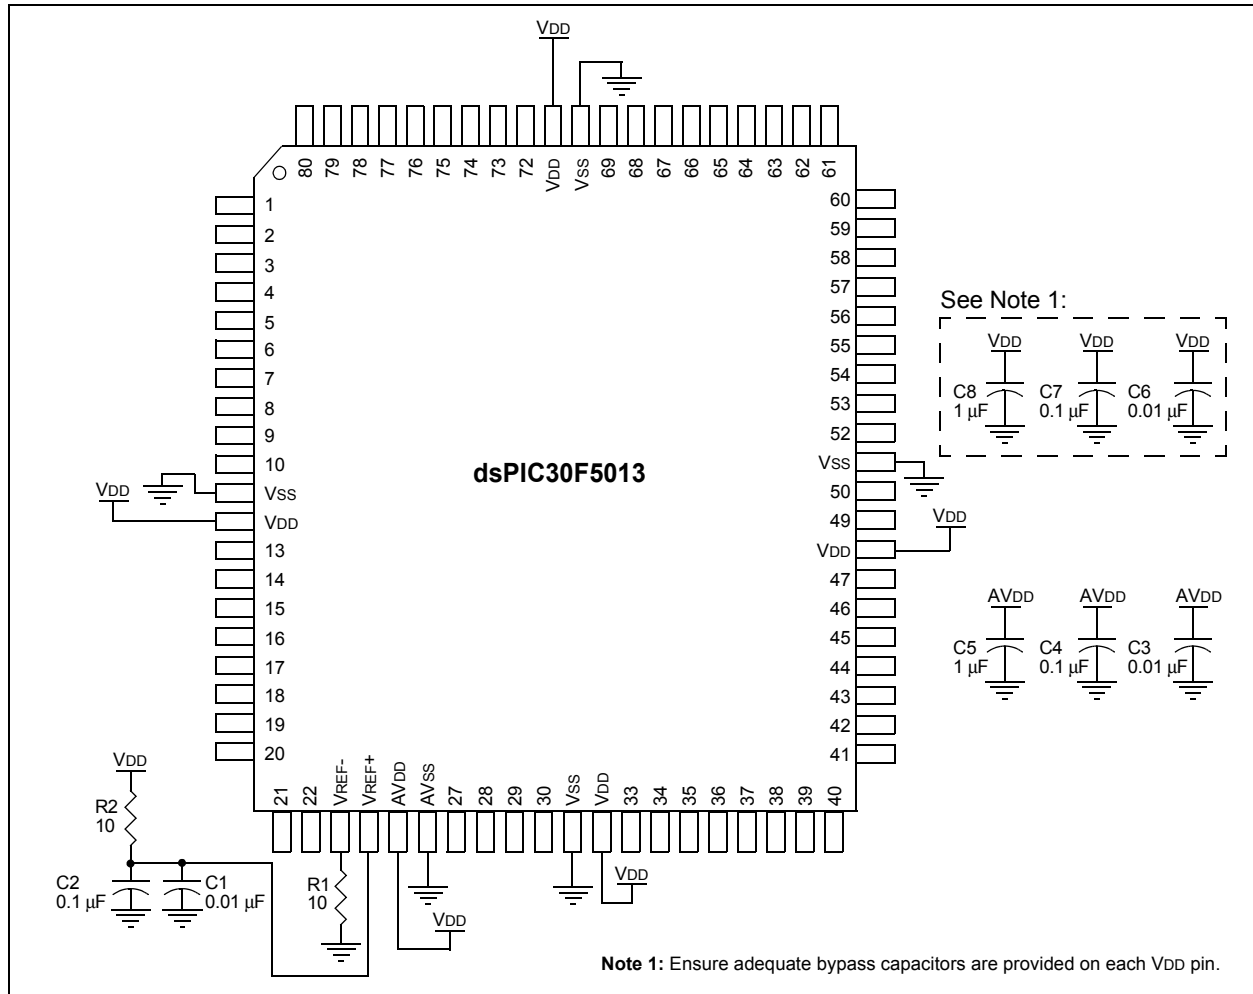 VDD
80 79 78 77 76 75 74 73 72 VDD VSS 69 68 67 66 65 64 63 62 61
1
2
3
4
5
6
7
8
9
10
VSS
VDD
VDD
13
14
15
16
17
18
19
20
dsPIC30F5013
60
59
58
57
56
55
54
53
52
VSS
50
49
VDD
VDD
47
46
45
44
43
42
41
See Note 1:
VDD VDD VDD
C8 C7 C6
1 µF 0.1 µF 0.01 µF
AVDD AVDD AVDD
C5 C4 C3
1 µF 0.1 µF 0.01 µF
21 22 VREF- VREF+ AVDD AVSS 27 28 29 30 VSS VDD 33 34 35 36 37 38 39 40
VDD
R2
10
C2 C1
0.1 µF 0.01 µF
R1
10
VDD
VDD
Note 1: Ensure adequate bypass capacitors are provided on each VDD pin.